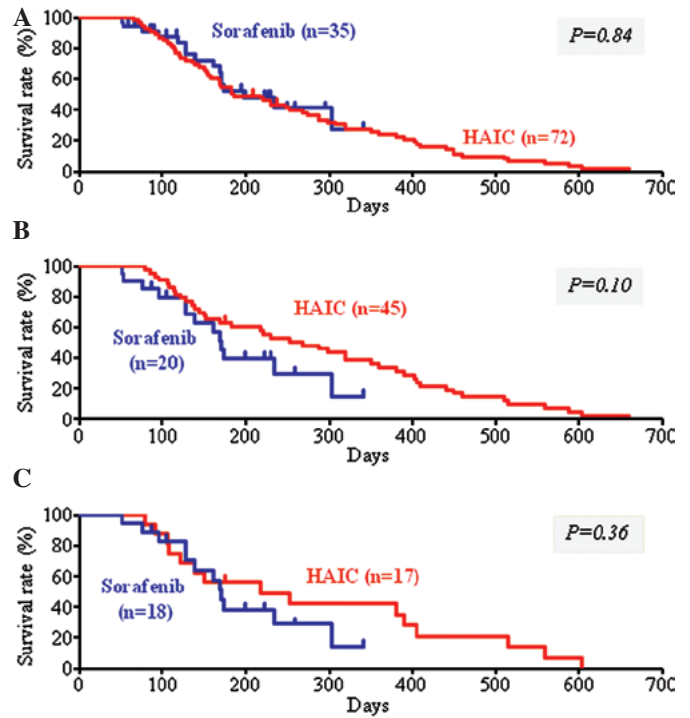 A
Survival rate (%)
100
80
60
40
20
0
Sorafenib (n=35)
P=0.84
HAIC (n=72)
0 100 200 300 400 500 600 700
Days
B
Survival rate (%)
100
80
60
40
20
0
HAIC (n=45)
P=0.10
Sorafenib
(n=20)
0 100 200 300 400 500 600 700
Days
C
Survival rate (%)
100
80
60
40
20
0
P=0.36
HAIC (n=17)
Sorafenib
(n=18)
0 100 200 300 400 500 600 700
Days